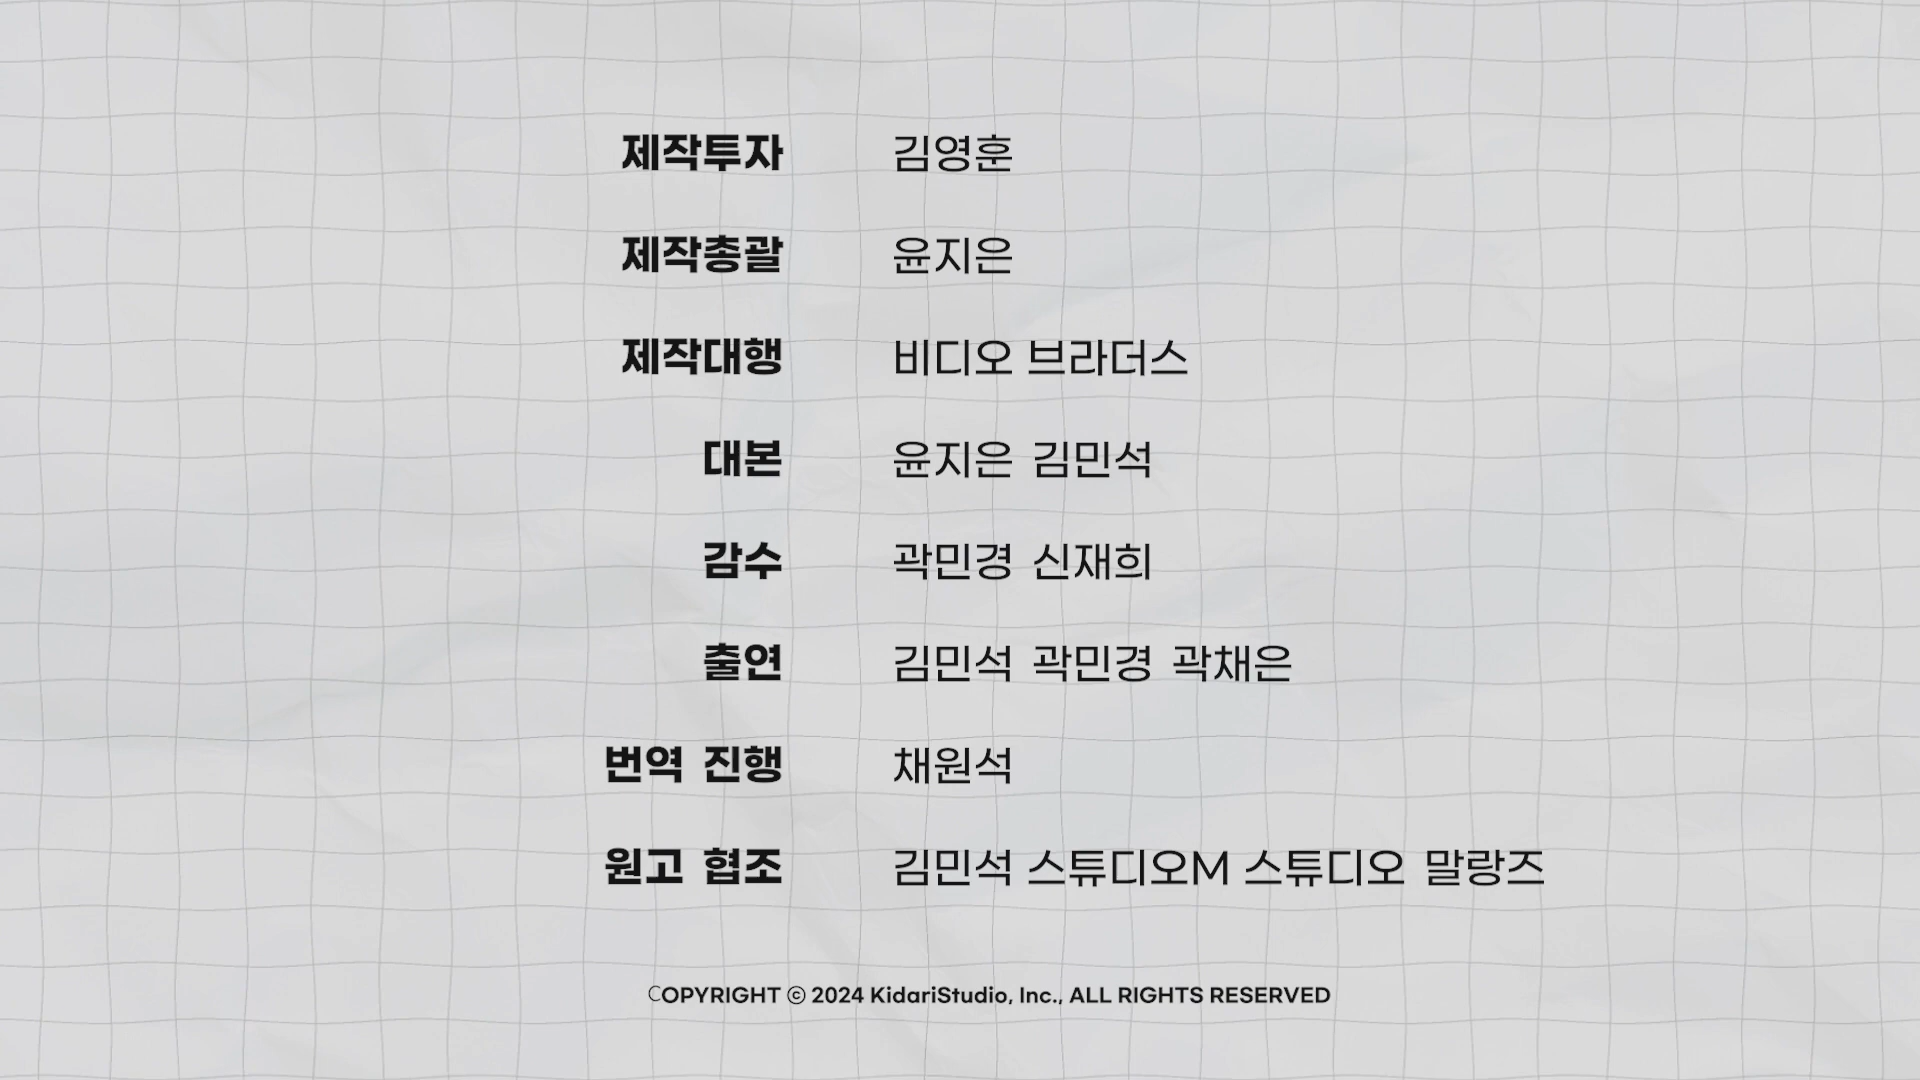 제작투자 김영훈
제작총괄 윤지은
제작대행 비디오 브라더스
대본 윤지은 김민석
감수 곽민경 신재희
출연 김민석 곽민경 곽채은
번역 진행 채원석
원고 협조 김민석 스튜디오M 스튜디오 말랑즈
COPYRIGHT ⓒ 2024 KidariStudio, Inc., ALL RIGHTS RESERVED